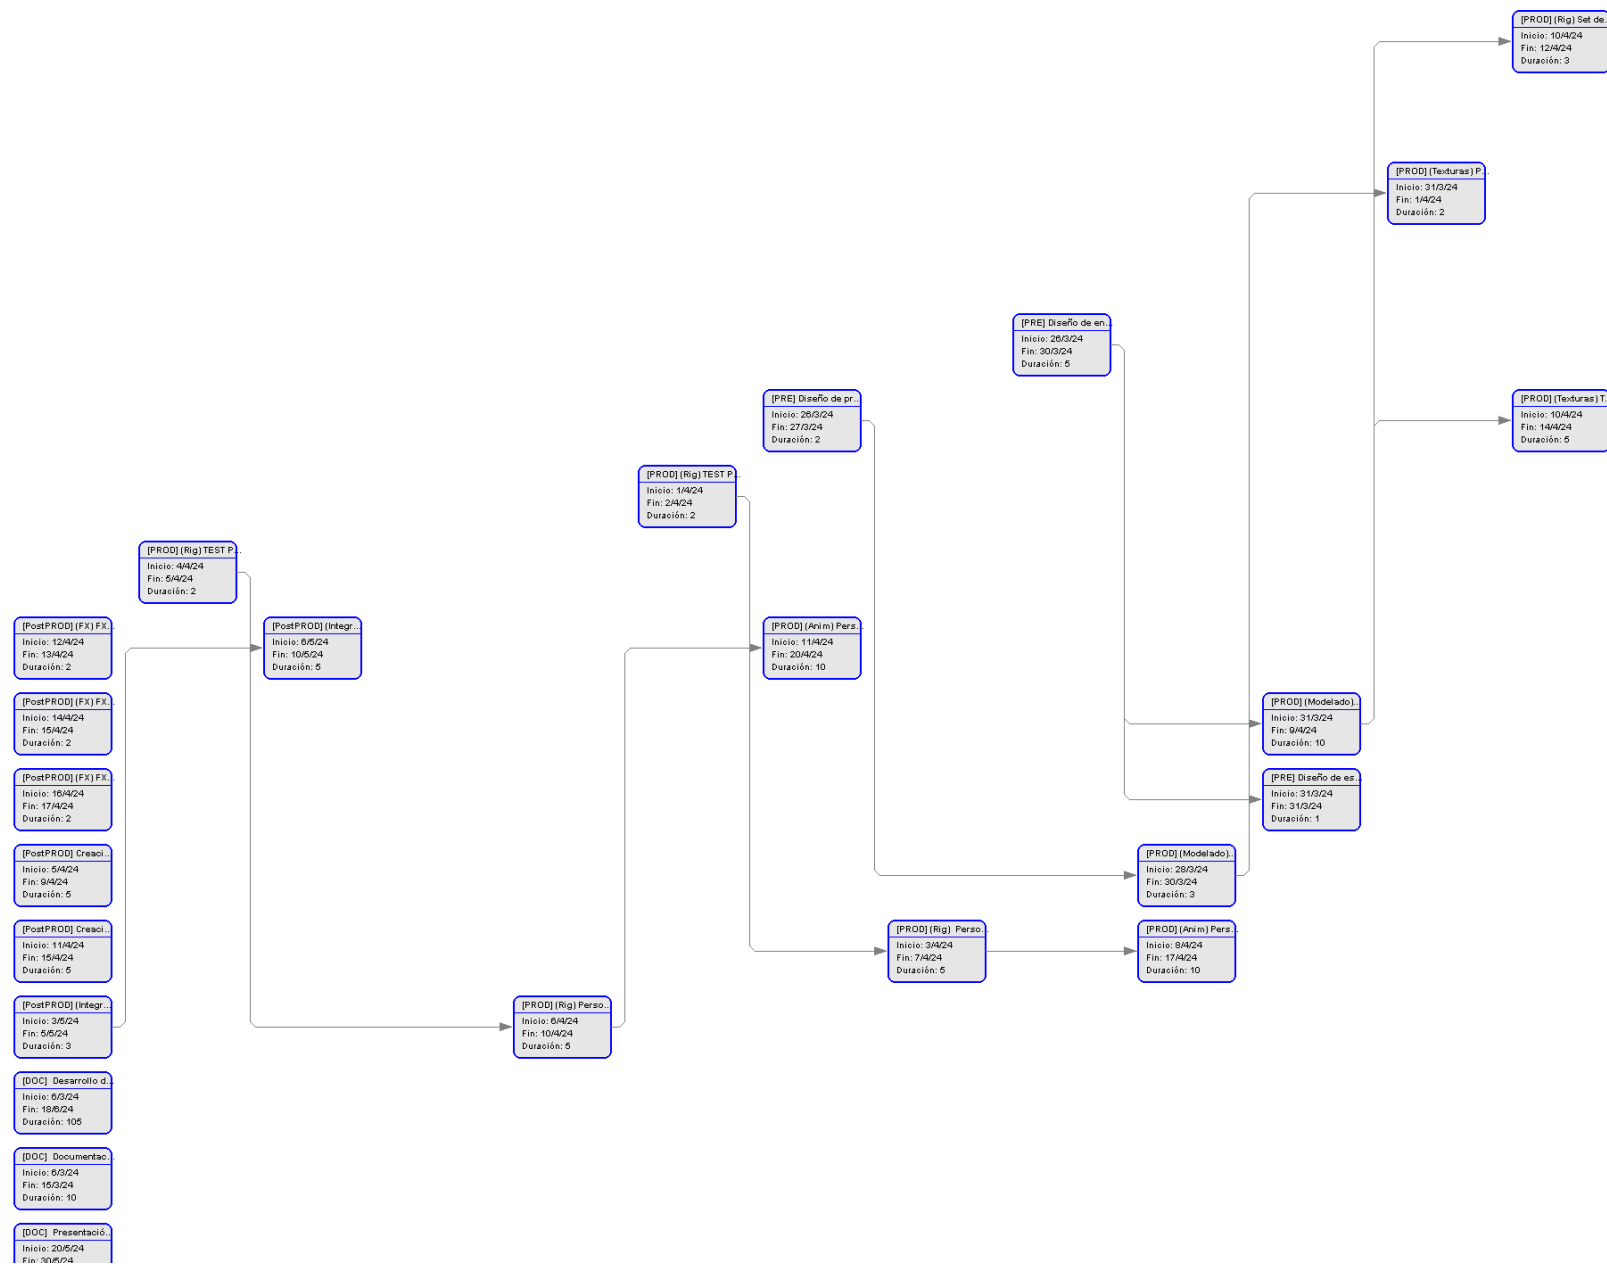 [PROD] (Rig) Set de...
Inicio: 10/4/24
Fin: 12/4/24
Duración: 3
[PROD] (Texturas) P...
Inicio: 31/3/24
Fin: 1/4/24
Duración: 2
[PRE] Diseño de en...
Inicio: 26/3/24
Fin: 30/3/24
Duración: 5
[PRE] Diseño de pr...
Inicio: 26/3/24
Fin: 27/3/24
Duración: 2
[PROD] (Texturas) T...
Inicio: 10/4/24
Fin: 14/4/24
Duración: 5
[PROD] (Rig) TEST P...
Inicio: 1/4/24
Fin: 2/4/24
Duración: 2
[PROD] (Rig) TEST P...
Inicio: 4/4/24
Fin: 5/4/24
Duración: 2
[PostPROD] (FX) FX...
Inicio: 12/4/24
Fin: 13/4/24
Duración: 2
[PostPROD] (Integr...
Inicio: 6/5/24
Fin: 10/5/24
Duración: 5
[PROD] (Anim) Pers...
Inicio: 11/4/24
Fin: 20/4/24
Duración: 10
[PostPROD] (FX) FX...
Inicio: 14/4/24
Fin: 15/4/24
Duración: 2
[PROD] (Modelado)...
Inicio: 31/3/24
Fin: 9/4/24
Duración: 10
[PostPROD] (FX) FX...
Inicio: 16/4/24
Fin: 17/4/24
Duración: 2
[PRE] Diseño de es...
Inicio: 31/3/24
Fin: 31/3/24
Duración: 1
[PostPROD] Creaci...
Inicio: 5/4/24
Fin: 9/4/24
Duración: 5
[PROD] (Modelado)...
Inicio: 28/3/24
Fin: 30/3/24
Duración: 3
[PostPROD] Creaci...
Inicio: 11/4/24
Fin: 15/4/24
Duración: 5
[PROD] (Rig) Perso...
Inicio: 3/4/24
Fin: 7/4/24
Duración: 5
[PROD] (Anim) Pers...
Inicio: 8/4/24
Fin: 17/4/24
Duración: 10
[PostPROD] (Integr...
Inicio: 3/5/24
Fin: 5/5/24
Duración: 3
[PROD] (Rig) Perso...
Inicio: 6/4/24
Fin: 10/4/24
Duración: 5
[DOC] Desarrollo d...
Inicio: 6/3/24
Fin: 18/6/24
Duración: 105
[DOC] Documentac...
Inicio: 6/3/24
Fin: 15/3/24
Duración: 10
[DOC] Presentació...
Inicio: 20/5/24
Fin: 30/5/24